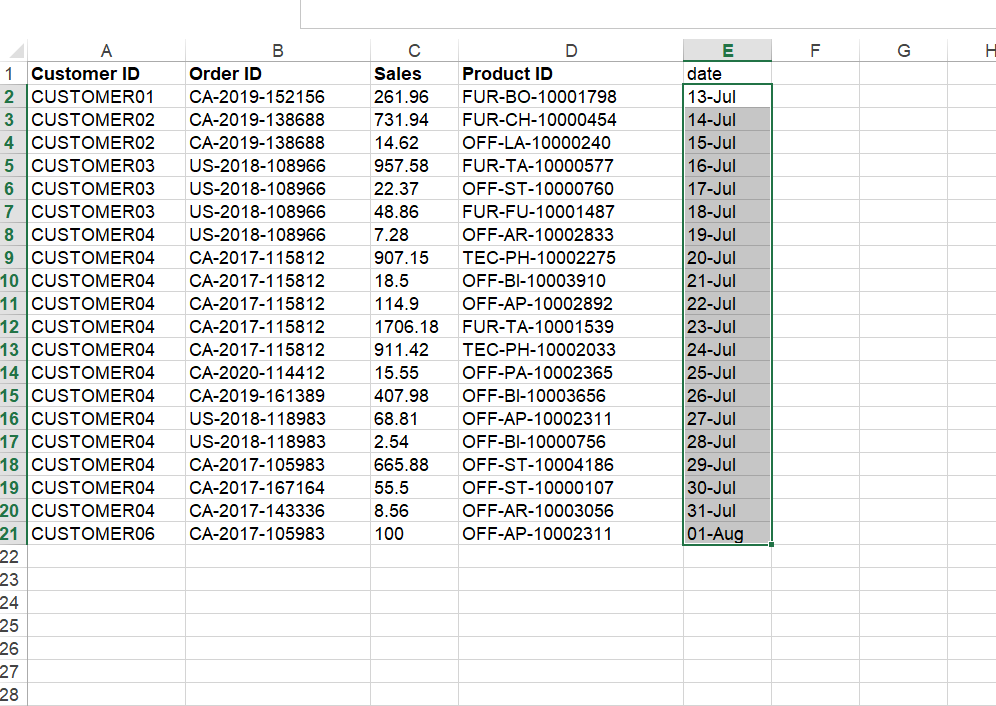 A B C D E F G H
1 Customer ID Order ID Sales Product ID date
2 CUSTOMER01 CA-2019-152156 261.96 FUR-BO-10001798 13-Jul
3 CUSTOMER02 CA-2019-138688 731.94 FUR-CH-10000454 14-Jul
4 CUSTOMER02 CA-2019-138688 14.62 OFF-LA-10000240 15-Jul
5 CUSTOMER03 US-2018-108966 957.58 FUR-TA-10000577 16-Jul
6 CUSTOMER03 US-2018-108966 22.37 OFF-ST-10000760 17-Jul
7 CUSTOMER03 US-2018-108966 48.86 FUR-FU-10001487 18-Jul
8 CUSTOMER04 US-2018-108966 7.28 OFF-AR-10002833 19-Jul
9 CUSTOMER04 CA-2017-115812 907.15 TEC-PH-10002275 20-Jul
10 CUSTOMER04 CA-2017-115812 18.5 OFF-BI-10003910 21-Jul
11 CUSTOMER04 CA-2017-115812 114.9 OFF-AP-10002892 22-Jul
12 CUSTOMER04 CA-2017-115812 1706.18 FUR-TA-10001539 23-Jul
13 CUSTOMER04 CA-2017-115812 911.42 TEC-PH-10002033 24-Jul
14 CUSTOMER04 CA-2020-114412 15.55 OFF-PA-10002365 25-Jul
15 CUSTOMER04 CA-2019-161389 407.98 OFF-BI-10003656 26-Jul
16 CUSTOMER04 US-2018-118983 68.81 OFF-AP-10002311 27-Jul
17 CUSTOMER04 US-2018-118983 2.54 OFF-BI-10000756 28-Jul
18 CUSTOMER04 CA-2017-105983 665.88 OFF-ST-10004186 29-Jul
19 CUSTOMER04 CA-2017-167164 55.5 OFF-ST-10000107 30-Jul
20 CUSTOMER04 CA-2017-143336 8.56 OFF-AR-10003056 31-Jul
21 CUSTOMER06 CA-2017-105983 100 OFF-AP-10002311 01-Aug
22
23
24
25
26
27
28